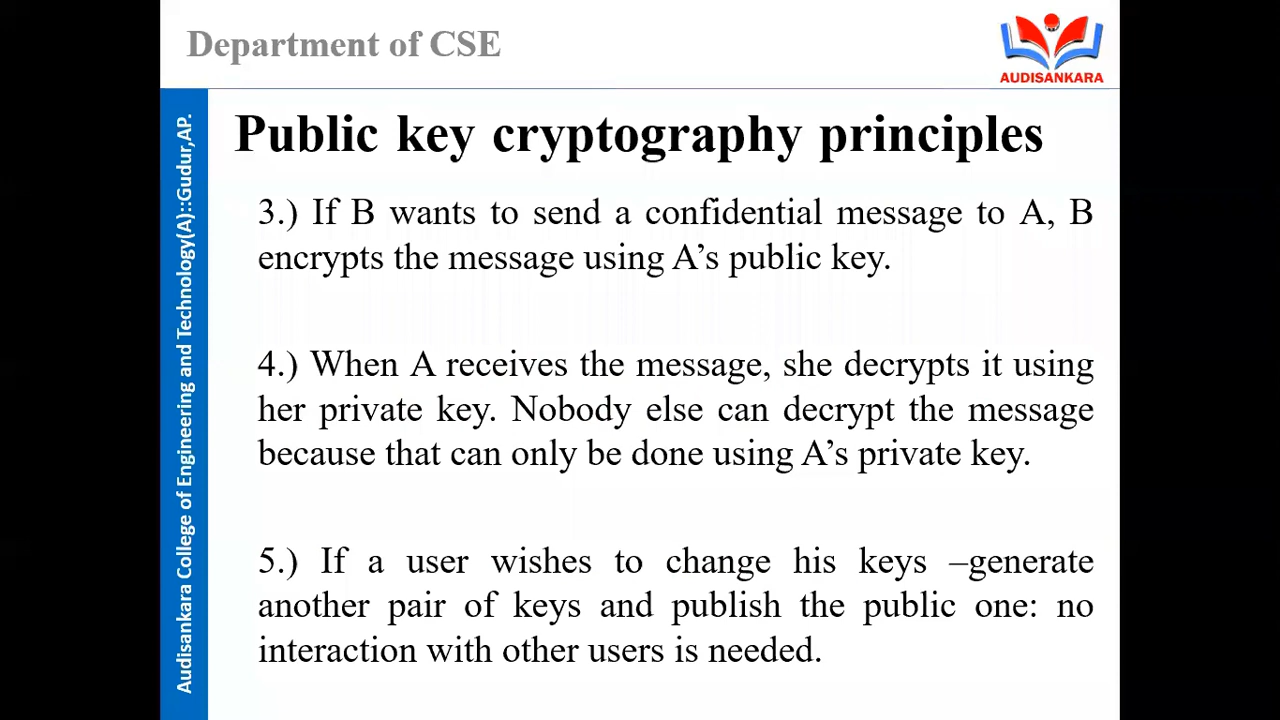 Department of CSE
AUDISANKARA
Audisankara College of Engineering and Technology(A)::Gudur,AP.
Public key cryptography principles
3.) If B wants to send a confidential message to A, B
encrypts the message using A’s public key.
4.) When A receives the message, she decrypts it using
her private key. Nobody else can decrypt the message
because that can only be done using A’s private key.
5.) If a user wishes to change his keys –generate
another pair of keys and publish the public one: no
interaction with other users is needed.